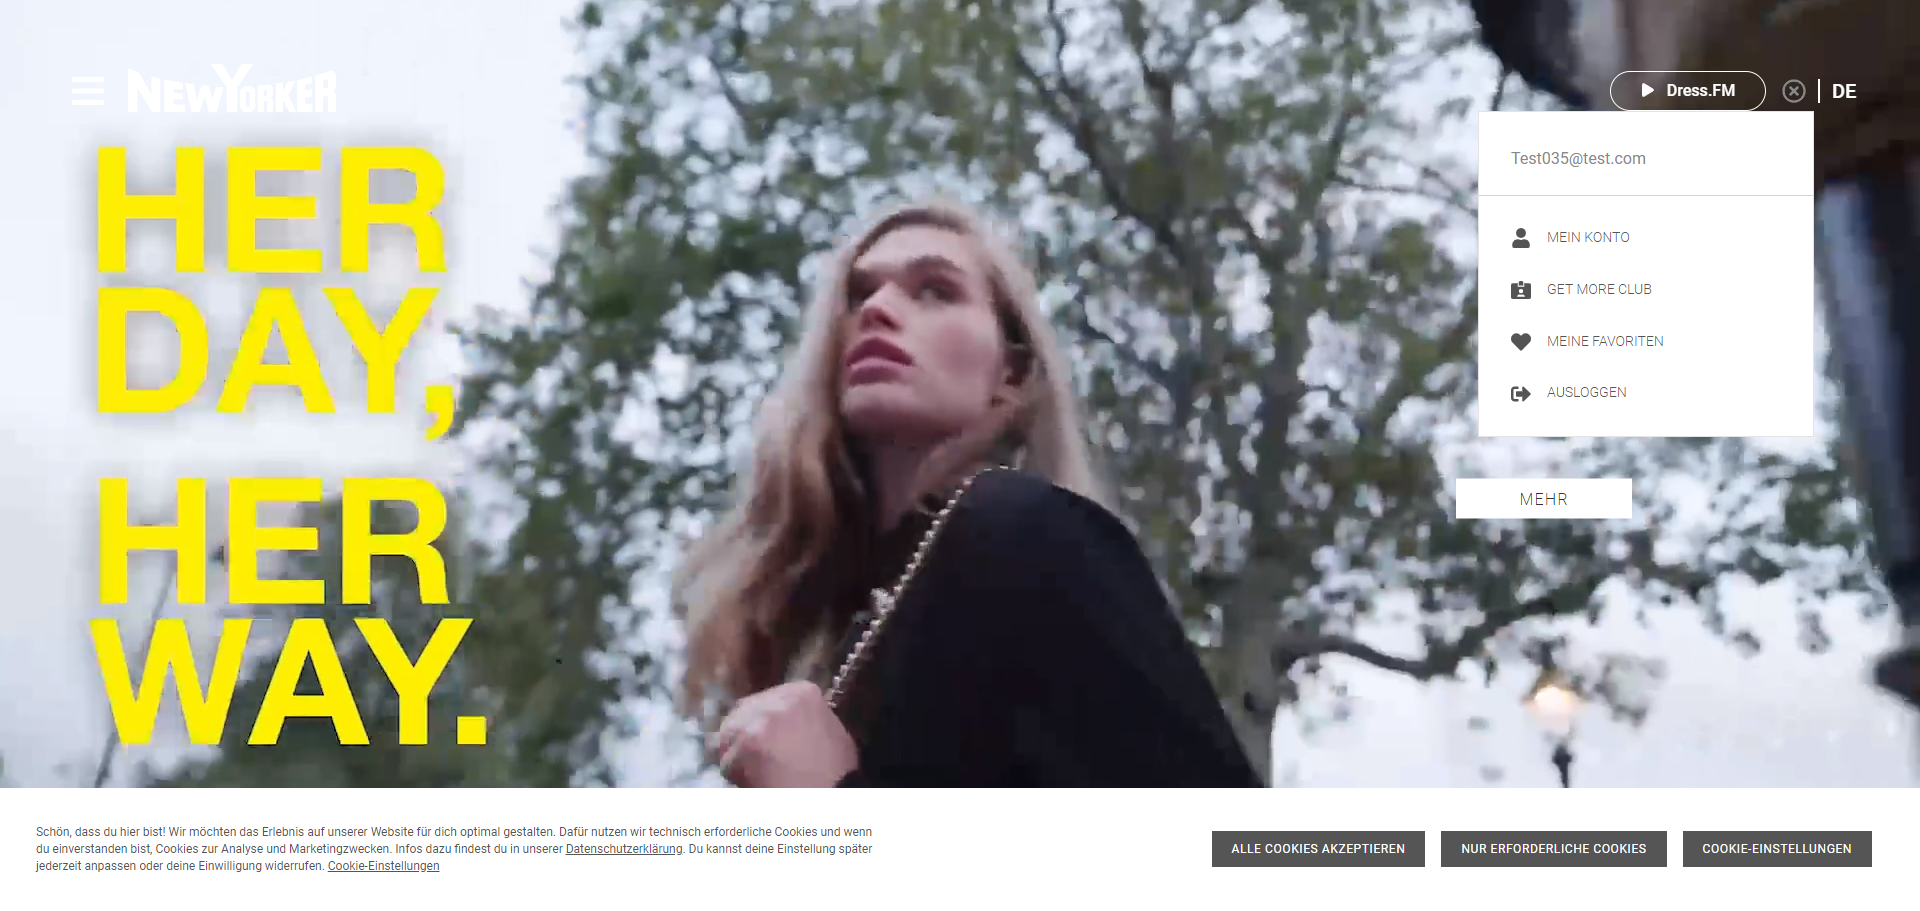 NEW YORKER
Dress.FM
DE
Test035@test.com
MEIN KONTO
GET MORE CLUB
MEINE FAVORITEN
AUSLOGGEN
HER
DAY,
HER
WAY.
MEHR
Schön, dass du hier bist! Wir möchten das Erlebnis auf unserer Website für dich optimal gestalten. Dafür nutzen wir technisch erforderliche Cookies und wenn
du einverstanden bist, Cookies zur Analyse und Marketingzwecken. Infos dazu findest du in unserer Datenschutzerklärung. Du kannst deine Einstellung später
jederzeit anpassen oder deine Einwilligung widerrufen. Cookie-Einstellungen
ALLE COOKIES AKZEPTIEREN
NUR ERFORDERLICHE COOKIES
COOKIE-EINSTELLUNGEN